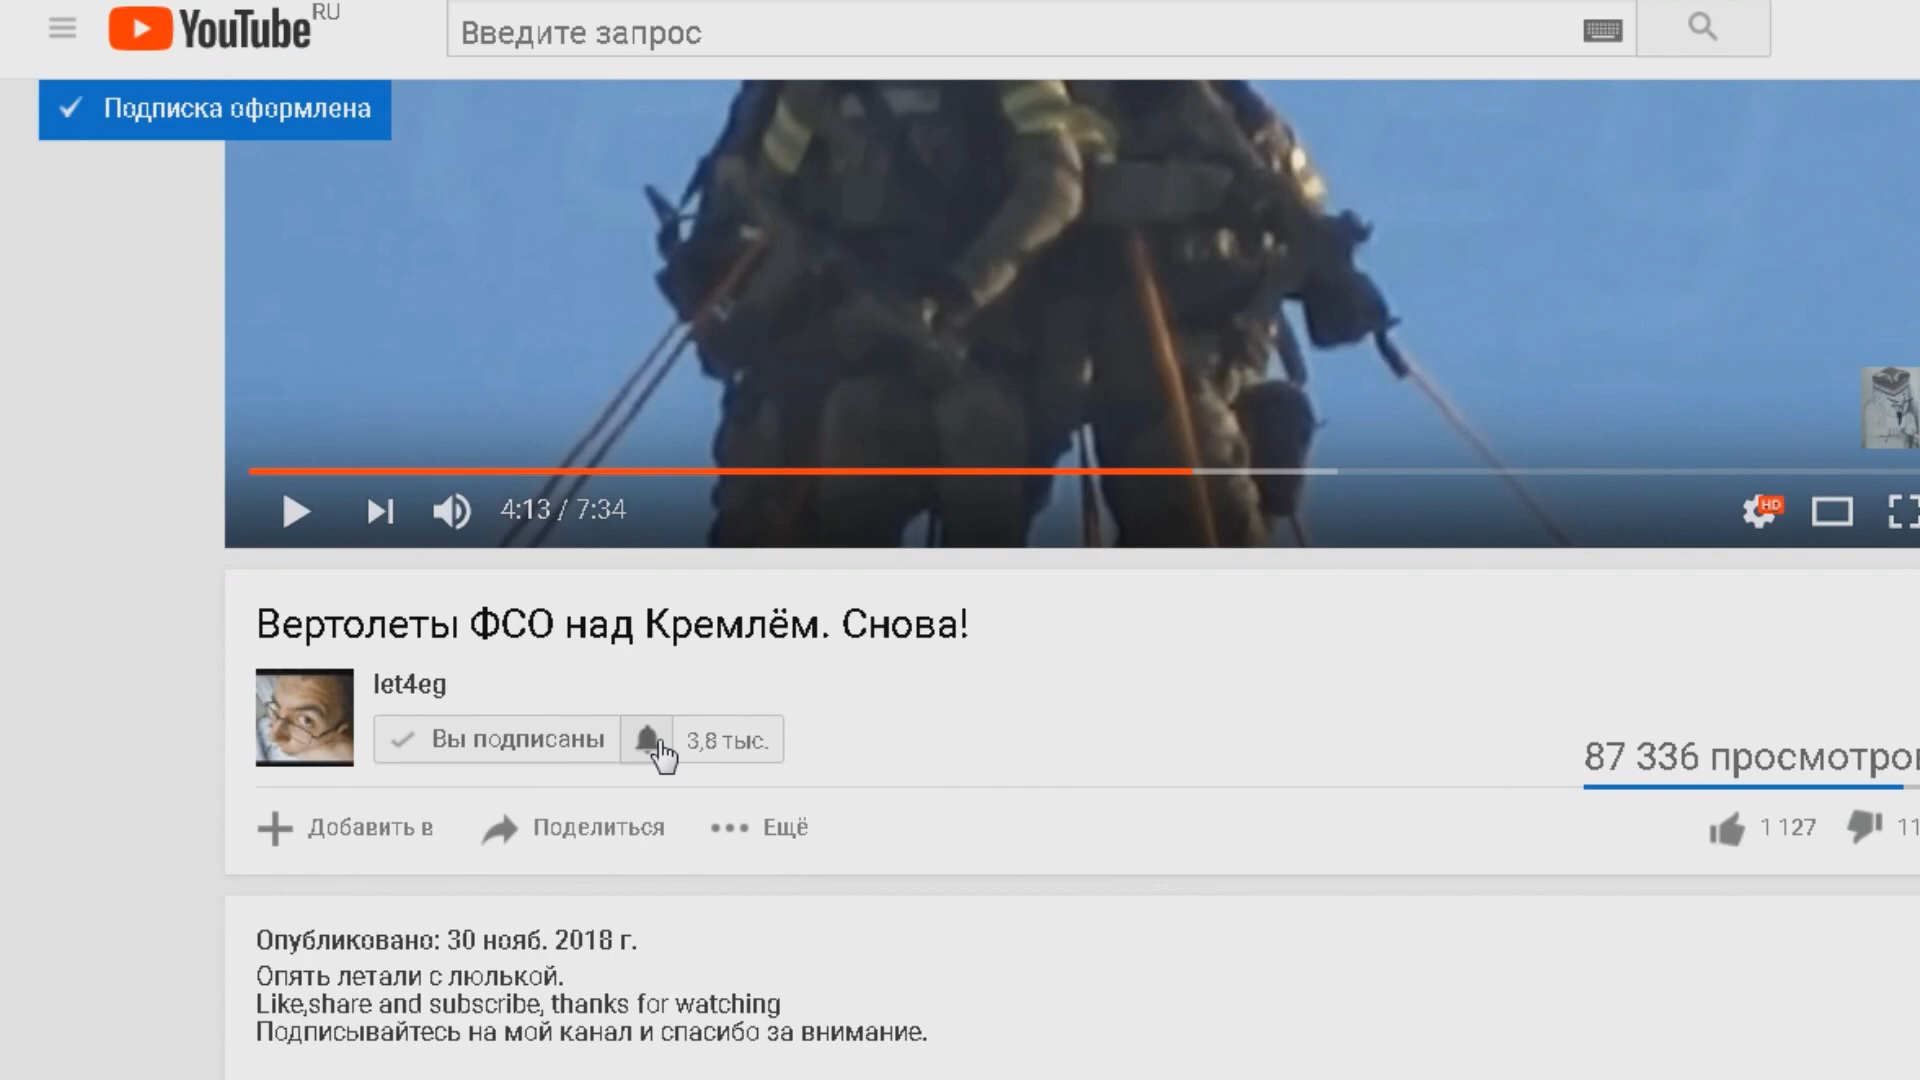 YouTube RU
Введите запрос
Подписка оформлена
4:13 / 7:34
HD
Вертолеты ФСО над Кремлём. Снова!
let4eg
Вы подписаны
3,8 тыс.
87 336
Добавить в
Поделиться
Ещё
1 127
Опубликовано: 30 нояб. 2018 г.
Опять летали с люлькой.
Like,share and subscribe, thanks for watching
Подписывайтесь на мой канал и спасибо за внимание.